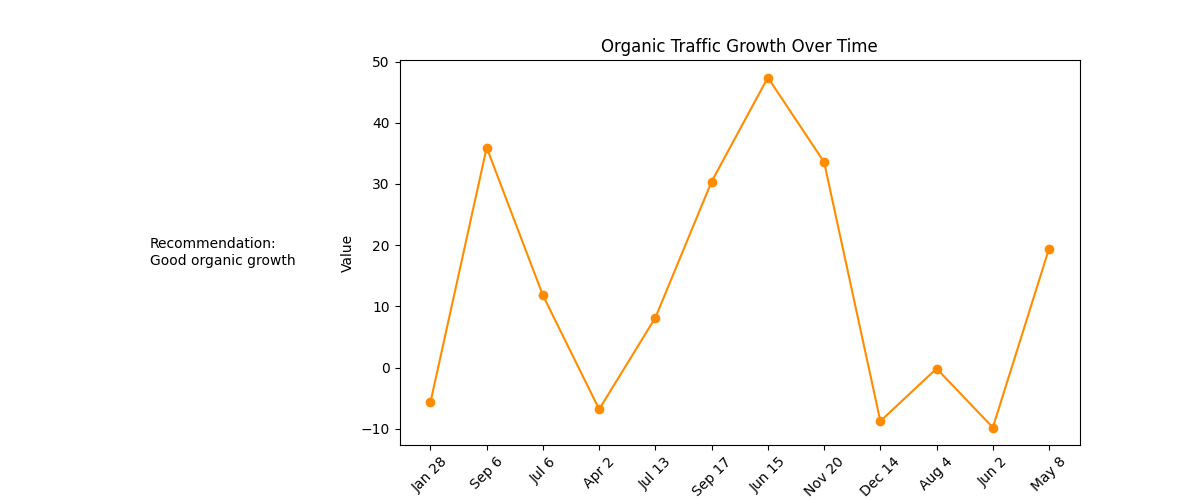 Organic Traffic Growth Over Time
Recommendation:
Good organic growth
Value
50
40
30
20
10
0
−10
Jan 28
Sep 6
Jul 6
Apr 2
Jul 13
Sep 17
Jun 15
Nov 20
Dec 14
Aug 4
Jun 2
May 8